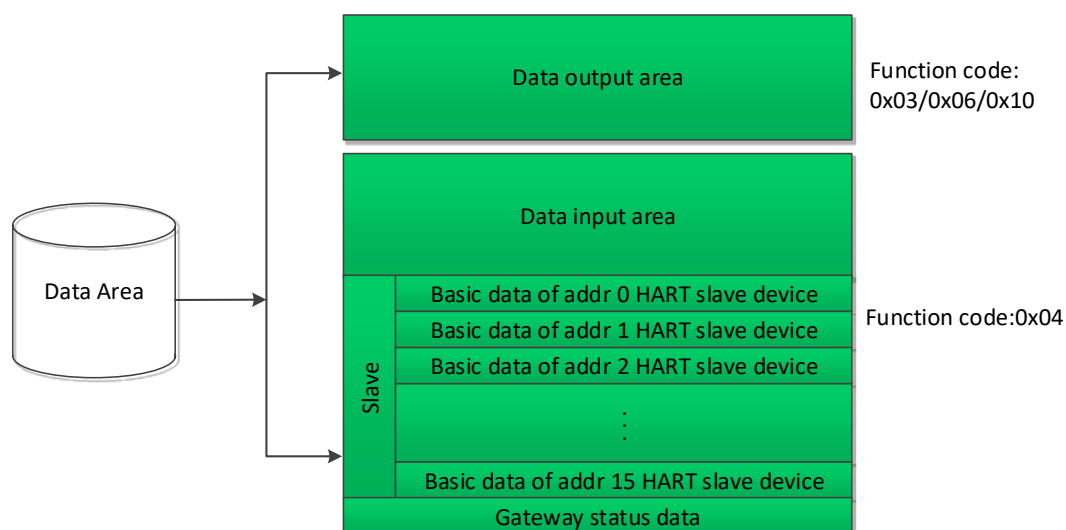 Data output area
Function code:
0x03/0x06/0x10
Data input area
Data Area
Slave
Basic data of addr 0 HART slave device
Basic data of addr 1 HART slave device
Basic data of addr 2 HART slave device
⋮
Basic data of addr 15 HART slave device
Function code:0x04
Gateway status data